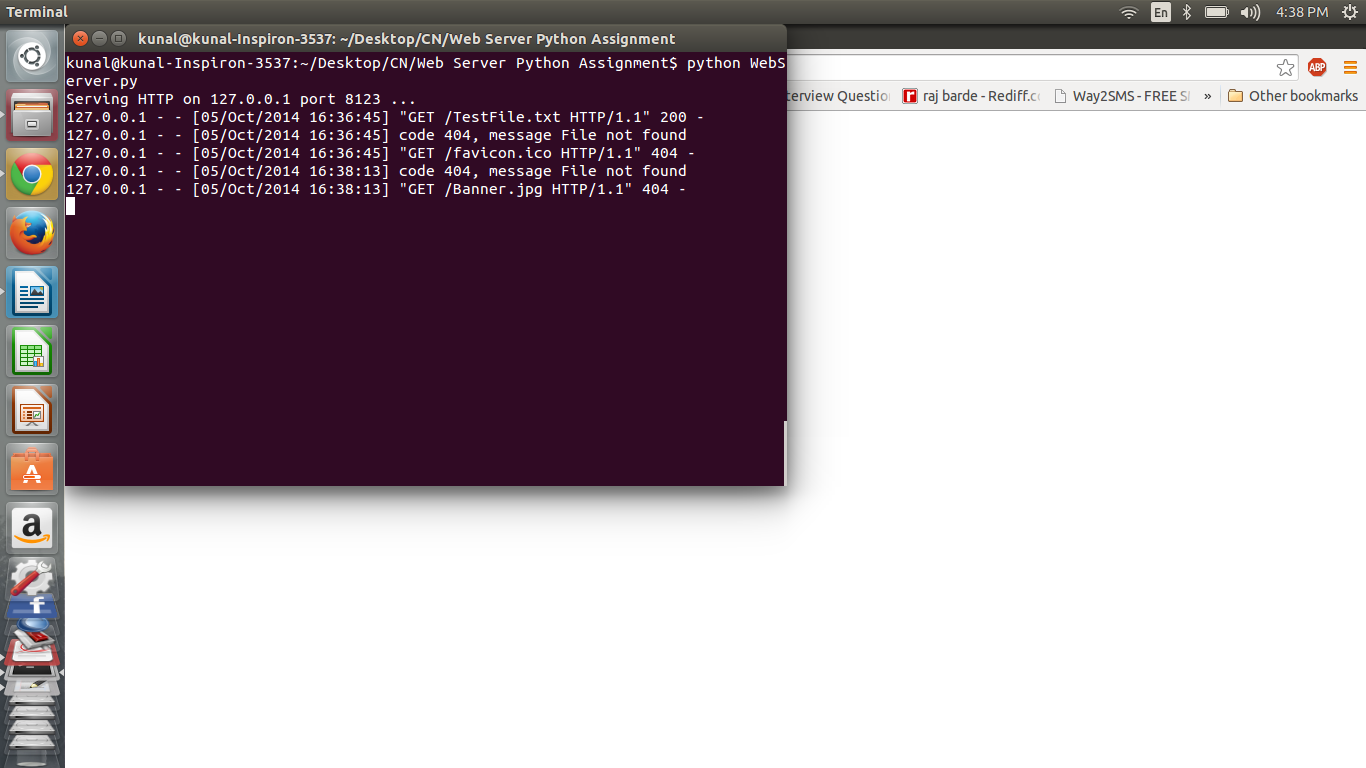 Terminal
En
4:38 PM
kunal@kunal-Inspiron-3537: ~/Desktop/CN/Web Server Python Assignment
kunal@kunal-Inspiron-3537:~/Desktop/CN/Web Server Python Assignment$ python WebS
erver.py
Serving HTTP on 127.0.0.1 port 8123 ...
127.0.0.1 - - [05/Oct/2014 16:36:45] "GET /TestFile.txt HTTP/1.1" 200 -
127.0.0.1 - - [05/Oct/2014 16:36:45] code 404, message File not found
127.0.0.1 - - [05/Oct/2014 16:36:45] "GET /favicon.ico HTTP/1.1" 404 -
127.0.0.1 - - [05/Oct/2014 16:38:13] code 404, message File not found
127.0.0.1 - - [05/Oct/2014 16:38:13] "GET /Banner.jpg HTTP/1.1" 404 -
ABP
terview Questio raj barde - Rediff.c Way2SMS - FREE S » Other bookmarks
a
f